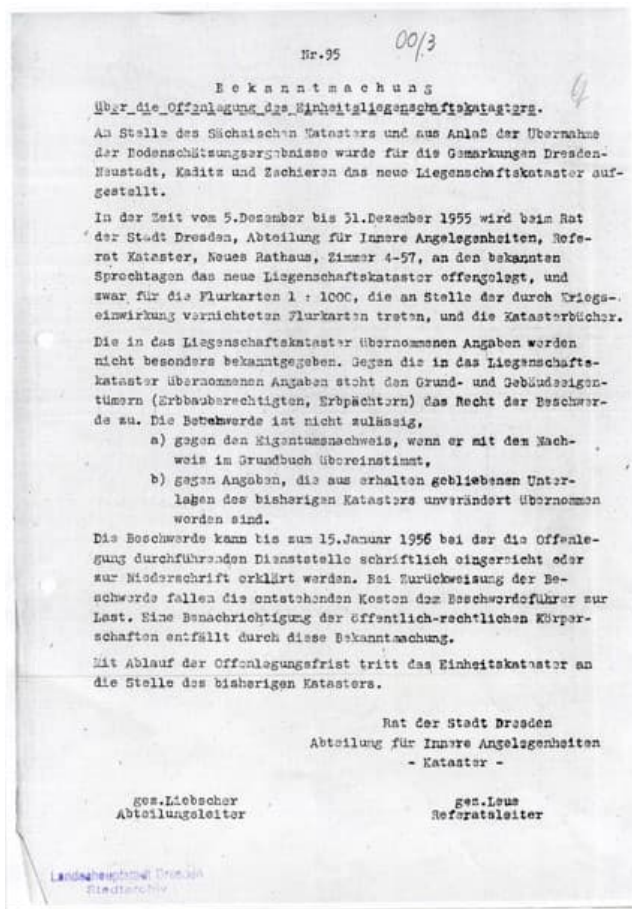 Nr.95
00/3
B e k a n n t m a c h u n g
über die Offenlegung des Einheitsliegenschaftskatasters.
An Stelle des Sächsischen Katasters und aus Anlaß der Übernahme
der Bodenschätzungsergebnisse wurde für die Gemarkungen Dresden-
Neustadt, Kaditz und Zschieren das neue Liegenschaftskataster auf-
gestellt.
In der Zeit vom 5.Dezember bis 31.Dezember 1955 wird beim Rat
der Stadt Dresden, Abteilung für Innere Angelegenheiten, Refe-
rat Kataster, Neues Rathaus, Zimmer 4-57, an den bekannten
Sprechtagen das neue Liegenschaftskataster offengelegt, und
zwar für die Flurkarten 1 : 1000, die an Stelle der durch Kriegs-
einwirkung vernichteten Flurkarten treten, und die Katasterbücher.
Die in das Liegenschaftskataster übernommenen Angaben werden
nicht besonders bekanntgegeben. Gegen die in das Liegenschafts-
kataster übernommenen Angaben steht den Grund- und Gebäudeeigen-
tümern (Erbbauberechtigten, Erbpächtern) das Recht der Beschwer-
de zu. Die Beschwerde ist nicht zulässig,
a) gegen den Eigentumsnachweis, wenn er mit dem Nach-
weis im Grundbuch übereinstimmt,
b) gegen Angaben, die aus erhalten gebliebenen Unter-
lagen des bisherigen Katasters unverändert übernommen
worden sind.
Die Beschwerde kann bis zum 15.Januar 1956 bei der die Offenle-
gung durchführenden Dienststelle schriftlich eingereicht oder
zur Niederschrift erklärt werden. Bei Zurückweisung der Be-
schwerde fallen die entstehenden Kosten dem Beschwerdeführer zur
Last. Eine Benachrichtigung der öffentlich-rechtlichen Körper-
schaften entfällt durch diese Bekanntmachung.
Mit Ablauf der Offenlegungsfrist tritt das Einheitskataster an
die Stelle des bisherigen Katasters.
Rat der Stadt Dresden
Abteilung für Innere Angelegenheiten
- Kataster -
gez.Liebscher
Abteilungsleiter
gez.Leue
Referatsleiter
Landeshauptstadt Dresden
Stadtarchiv